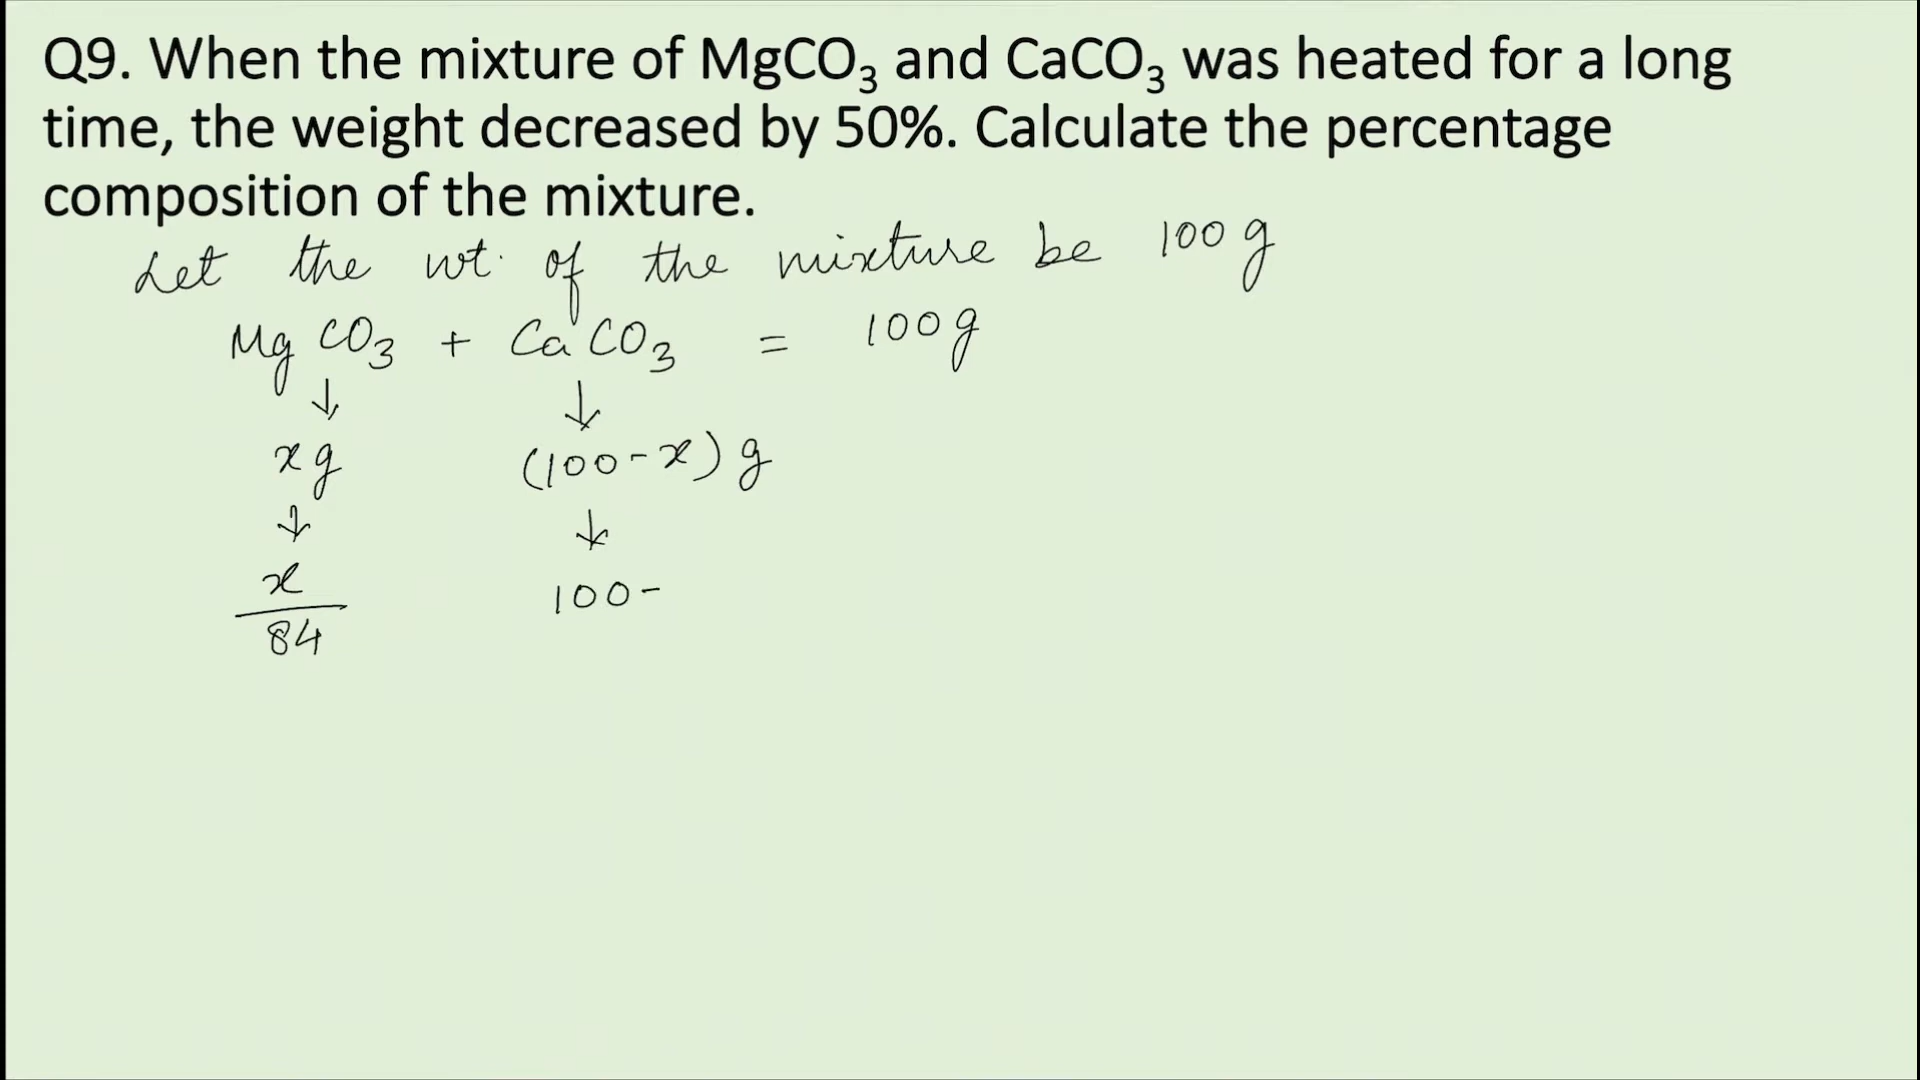 Q9. When the mixture of MgCO₃ and CaCO₃ was heated for a long
time, the weight decreased by 50%. Calculate the percentage
composition of the mixture.
Let the wt. of the mixture be 100 g
MgCO₃ + CaCO₃ = 100 g
↓ ↓
x g (100 - x) g
↓ ↓
x
84
100 -